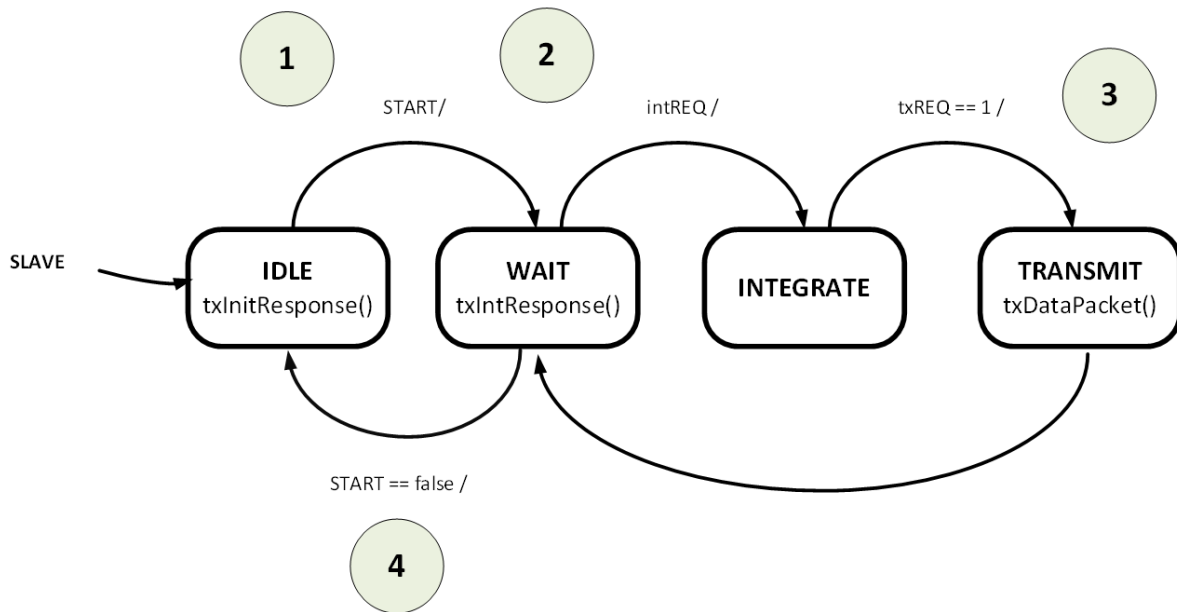 1
2
3
START/
intREQ /
txREQ == 1 /
SLAVE
IDLE
txInitResponse()
WAIT
txIntResponse()
INTEGRATE
TRANSMIT
txDataPacket()
START == false /
4